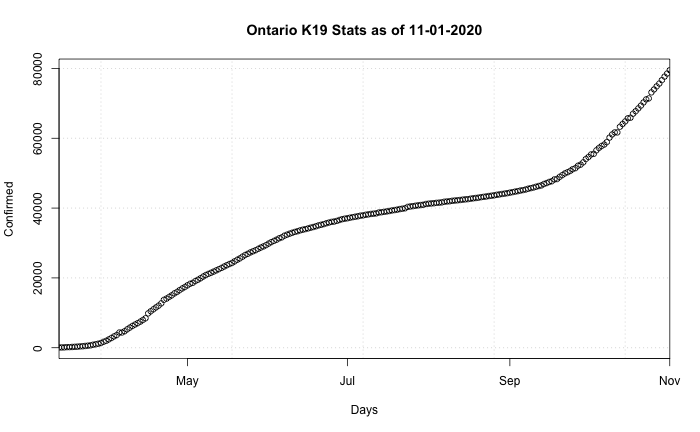 Ontario K19 Stats as of 11-01-2020
80000
60000
40000
20000
0
Confirmed
May Jul Sep Nov
Days